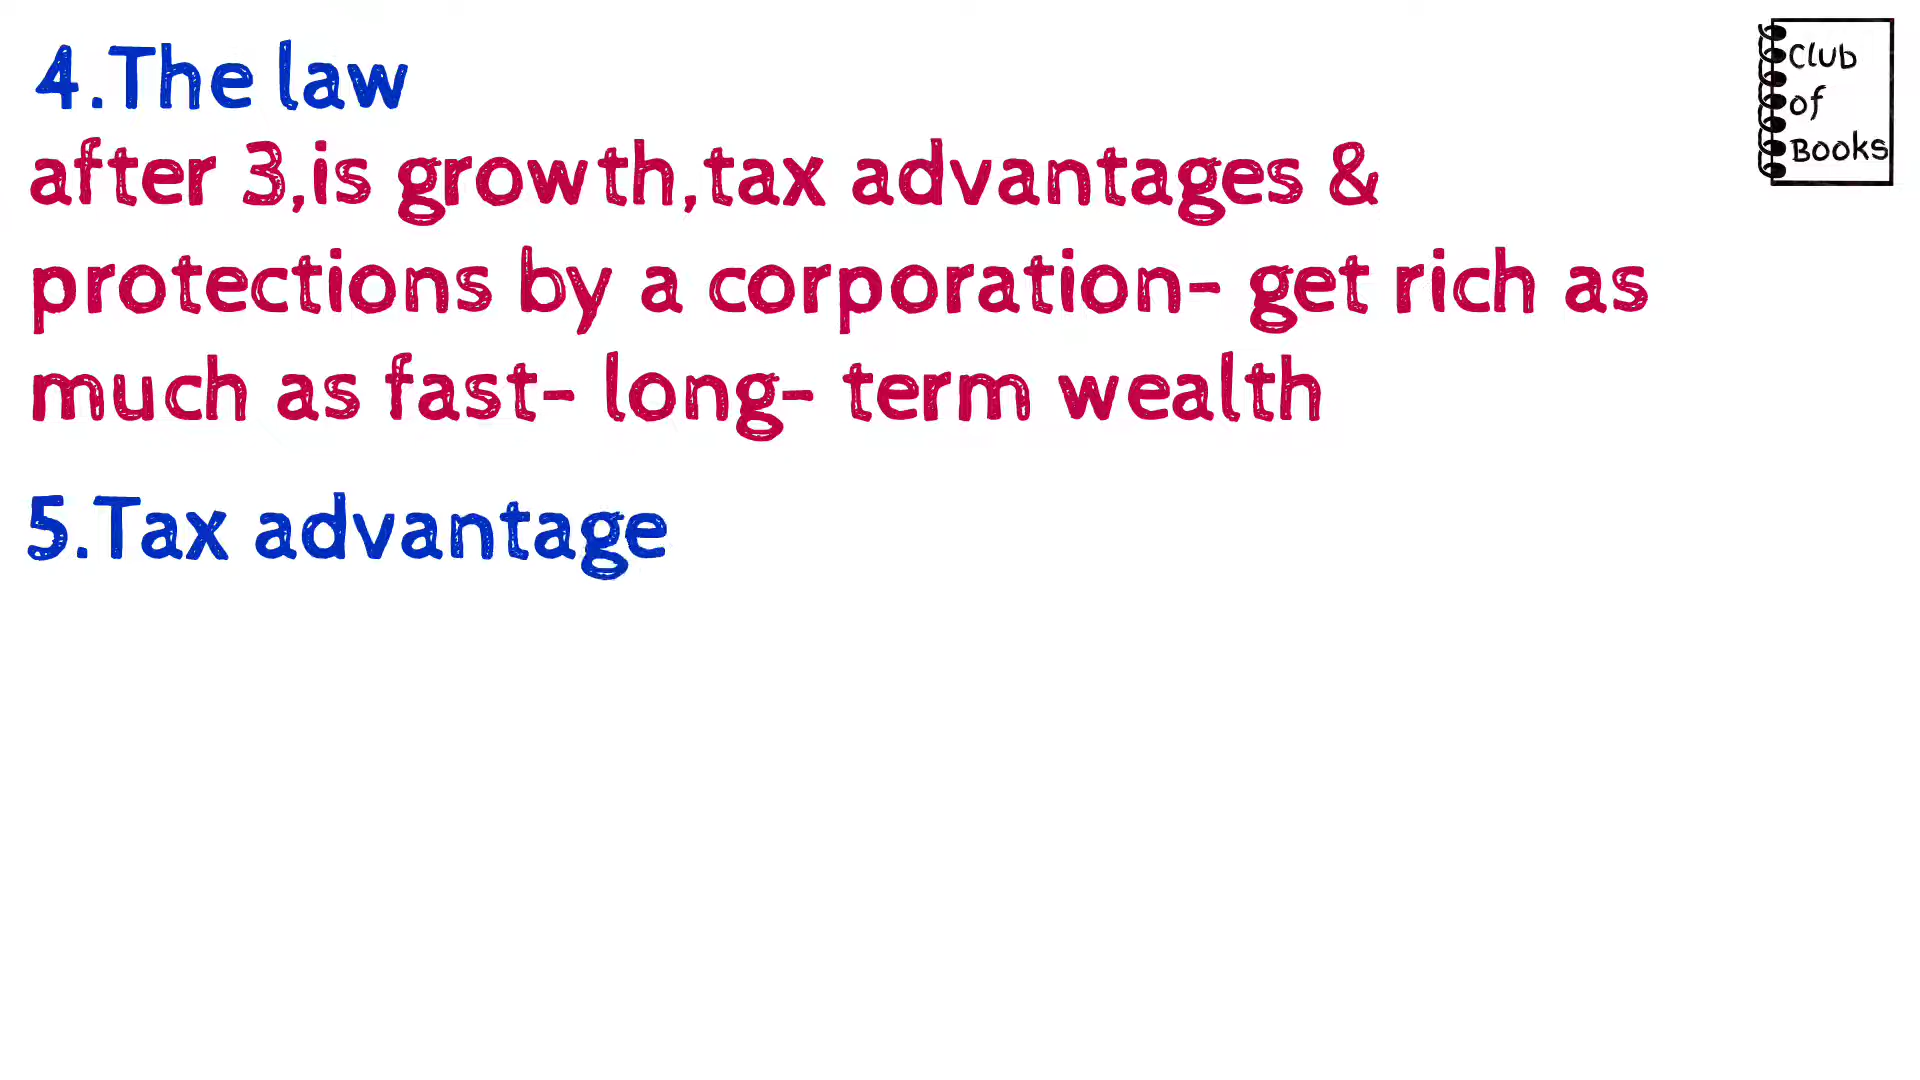 4.The law
after 3,is growth,tax advantages &
protections by a corporation- get rich as
much as fast- long- term wealth
5.Tax advantage
Club
of
Books